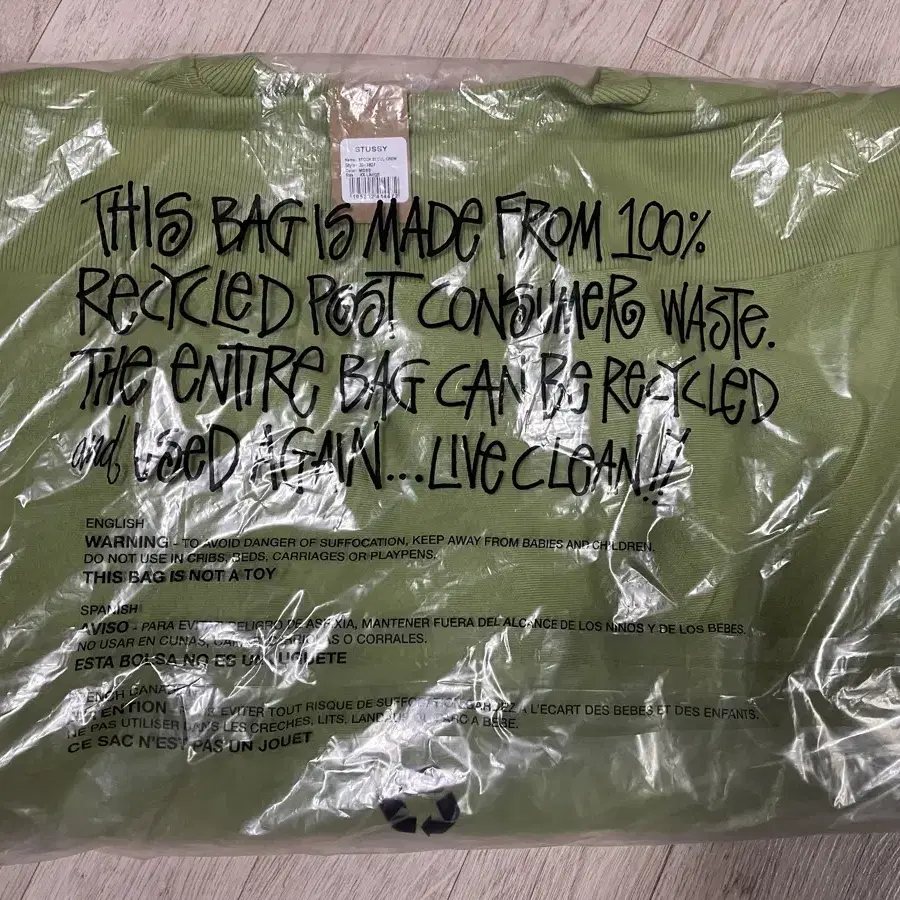 STUSSY
THIS BAG IS MADE FROM 100%
RECYCLED POST CONSUMER WASTE.
THE ENTIRE BAG CAN BE RECYCLED
and USED AGAIN...LIVE CLEAN!!
ENGLISH
WARNING - TO AVOID DANGER OF SUFFOCATION, KEEP AWAY FROM BABIES AND CHILDREN.
DO NOT USE IN CRIBS, BEDS, CARRIAGES OR PLAYPENS.
THIS BAG IS NOT A TOY
SPANISH
AVISO - PARA EVITAR PELIGRO DE ASFIXIA, MANTENER FUERA DEL ALCANCE DE LOS NINOS Y DE LOS BEBES.
NO USAR EN CUNAS, O CORRALES.
ESTA BOLSA NO ES UN JUGUETE
EVITER TOUT RISQUE DE A L'ECART DES BEBES ET DES ENFANTS.
NE PAS UTILISER DANS LES CRECHES, LITS, A BEBE.
CE SAC N'EST PAS UN JOUET